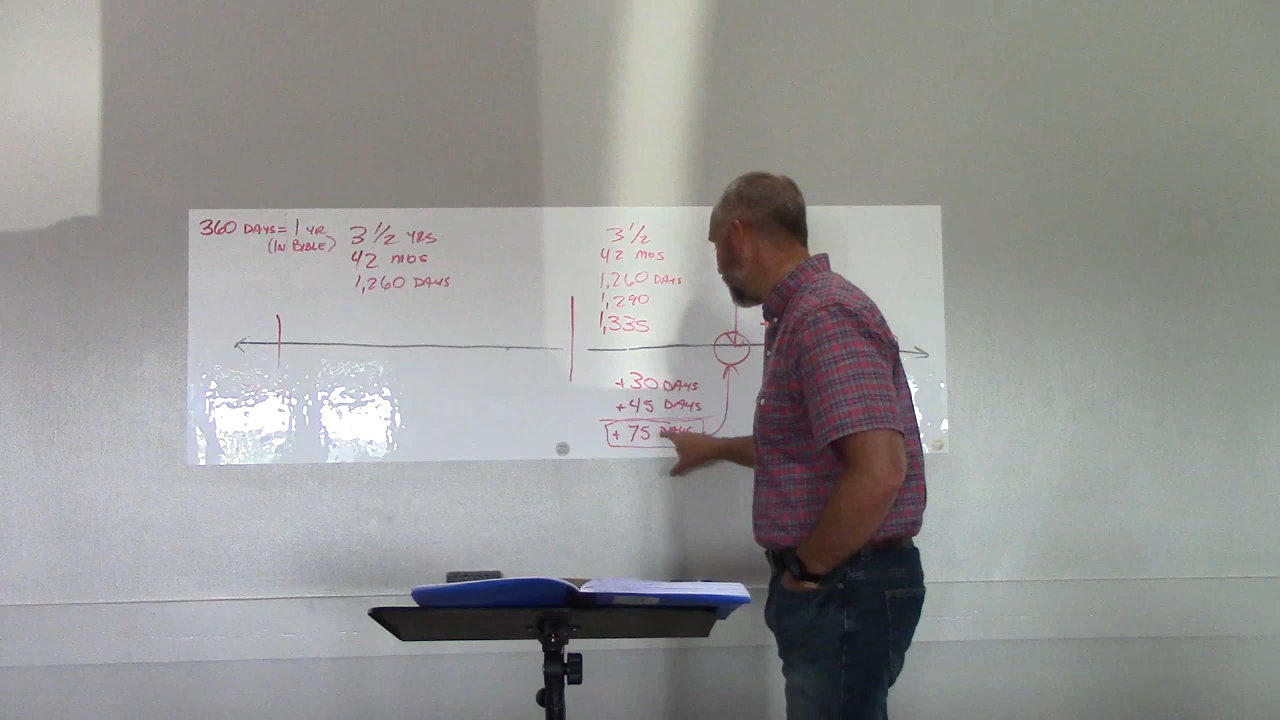 360 DAYS = 1 YR
(IN BIBLE)
3 1/2 YRS
42 MOS
1,260 DAYS
3 1/2
42 MOS
1,260 DAYS
1,290
1,335
+30 DAYS
+45 DAYS
+ 75 DAYS